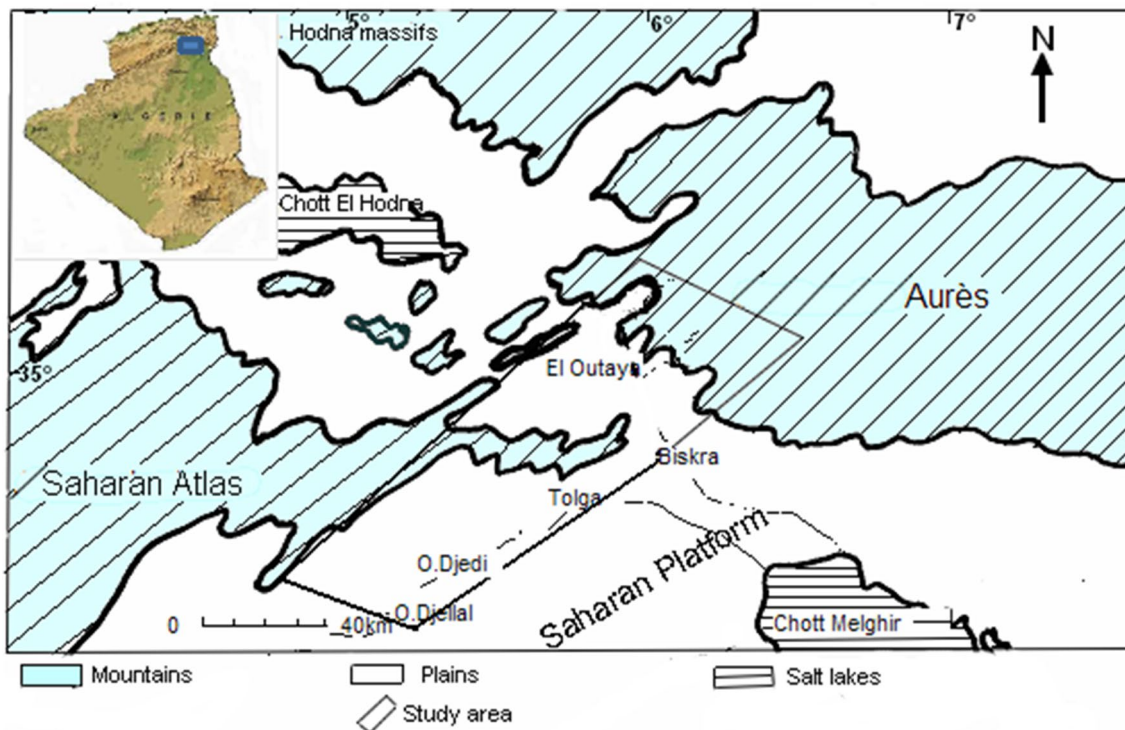 5°
6°
7°
Hodna massifs
N
Chott El Hodna
Aurès
35°
El Outaya
Saharan Atlas
Biskra
Tolga
Saharan Platform
O.Djedi
O.Djellal
0
40km
Chott Melghir
Mountains
Plains
Salt lakes
Study area